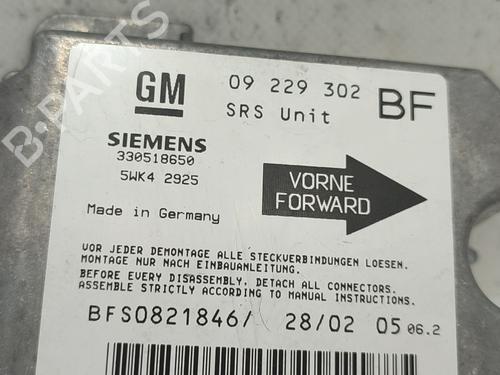 GM 09 229 302 BF
SRS Unit
SIEMENS
330518650
5WK4 2925
VORNE
FORWARD
Made in Germany
VOR JEDER DEMONTAGE ALLE STECKVERBINDUNGEN LOESEN.
MONTAGE NUR NACH EINBAUANLEITUNG.
BEFORE EVERY DISASSEMBLY, DETACH ALL CONNECTORS.
ASSEMBLE STRICTLY ACCORDING TO MANUAL INSTRUCTIONS.
BFS0821846/ 28/02 05 06.2
B-PARTS